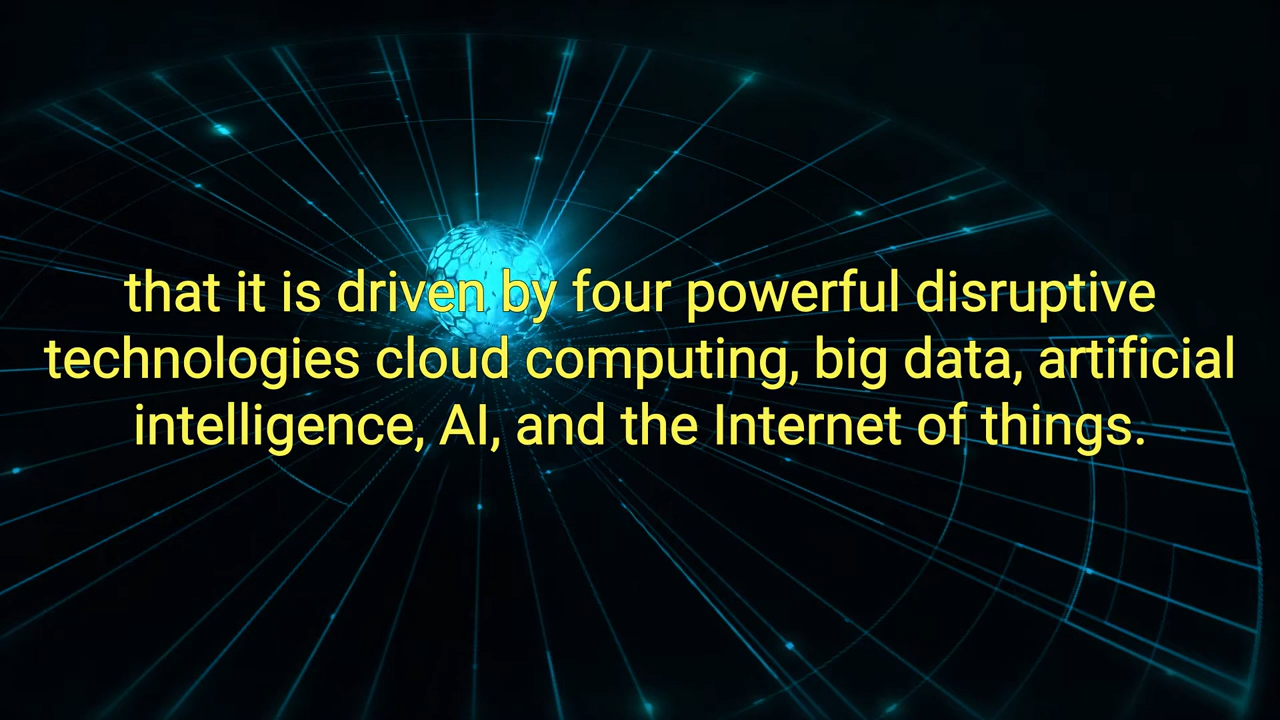 that it is driven by four powerful disruptive
technologies cloud computing, big data, artificial
intelligence, AI, and the Internet of things.